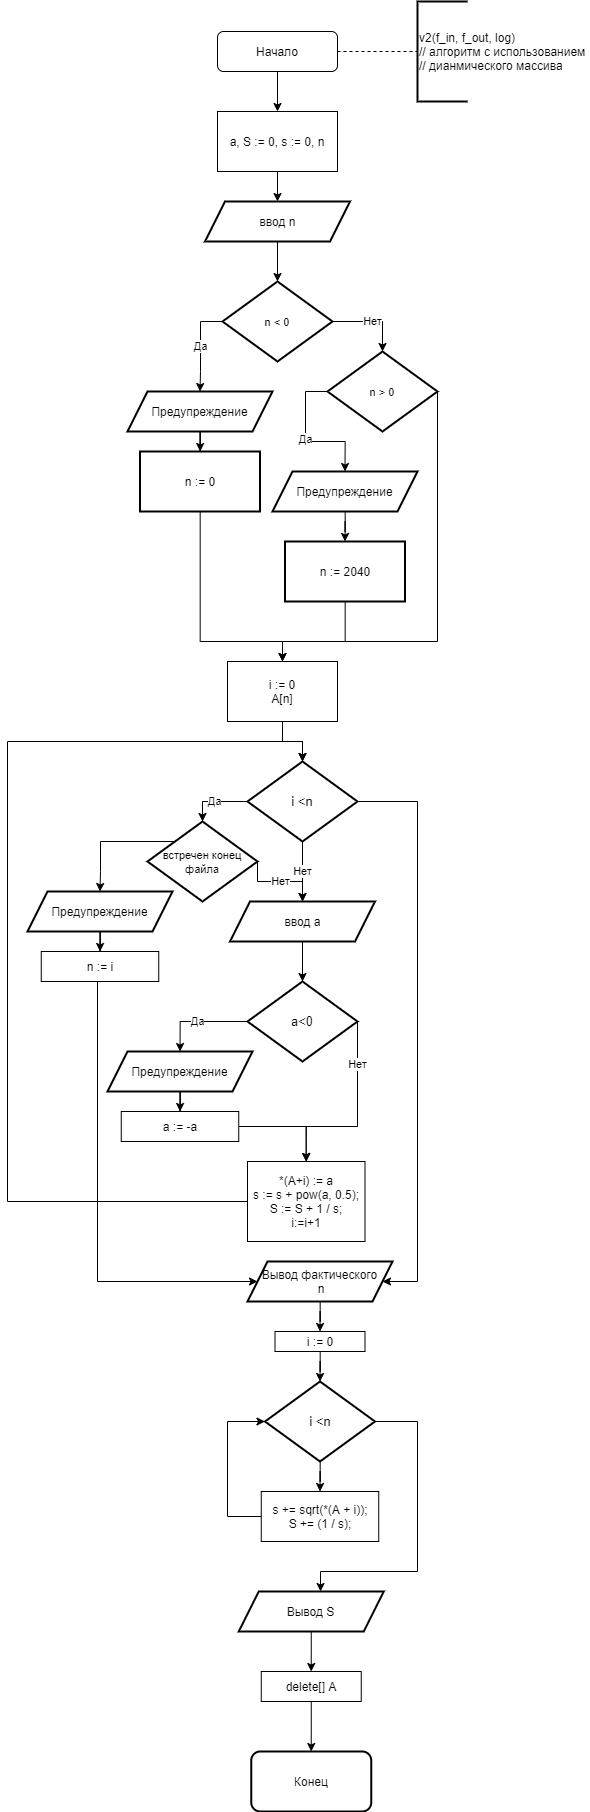 Начало
v2(f_in, f_out, log)
// алгоритм с использованием
// дианмического массива
a, S := 0, s := 0, n
ввод n
n < 0
Да
Нет
n > 0
Предупреждение
n := 0
Да
Предупреждение
n := 2040
i := 0
A[n]
i <n
Да
встречен конец
файла
Нет
Нет
Предупреждение
ввод a
n := i
a<0
Да
Нет
Предупреждение
a := -a
*(A+i) := a
s := s + pow(a, 0.5);
S := S + 1 / s;
i:=i+1
Вывод фактического
n
i := 0
i <n
s += sqrt(*(A + i));
S += (1 / s);
Вывод S
delete[] A
Конец